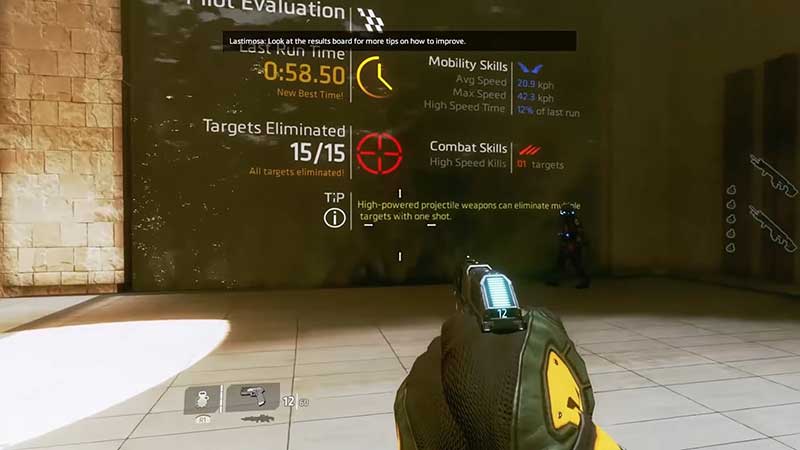 Pilot Evaluation
Lastimosa: Look at the results board for more tips on how to improve.
Last Run Time
0:58.50
New Best Time!
Mobility Skills
Avg Speed 20.9 kph
Max Speed 42.3 kph
High Speed Time 12% of last run
Targets Eliminated
15/15
All targets eliminated!
Combat Skills
High Speed Kills 01 targets
TIP
High-powered projectile weapons can eliminate multiple
targets with one shot.
12
12 60